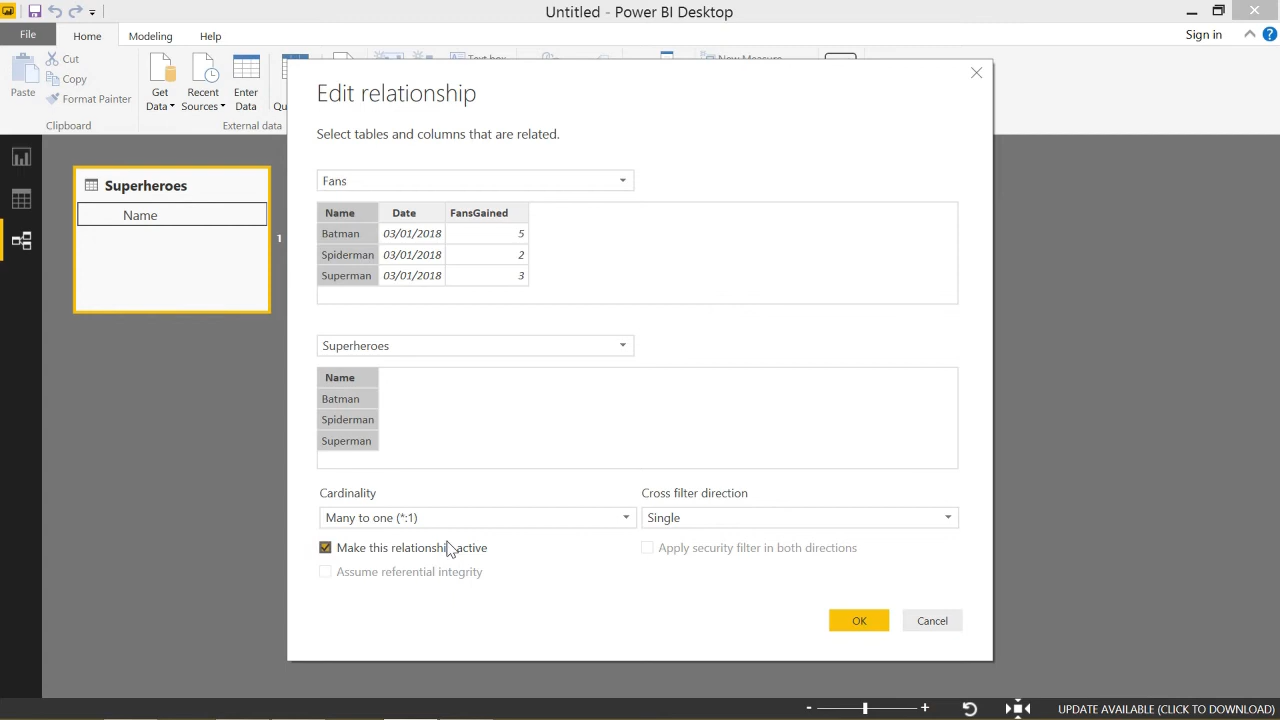 Untitled - Power BI Desktop
File Home Modeling Help Sign in
Cut
Copy
Format Painter
Paste
Get Data
Recent Sources
Enter Data
Clipboard
External data
Edit relationship
Select tables and columns that are related.
Fans
Name Date FansGained
Batman 03/01/2018 5
Spiderman 03/01/2018 2
Superman 03/01/2018 3
Superheroes
Name
1
Superheroes
Name
Batman
Spiderman
Superman
Cardinality Cross filter direction
Many to one (*:1) Single
Make this relationship active Apply security filter in both directions
Assume referential integrity
OK Cancel
UPDATE AVAILABLE (CLICK TO DOWNLOAD)